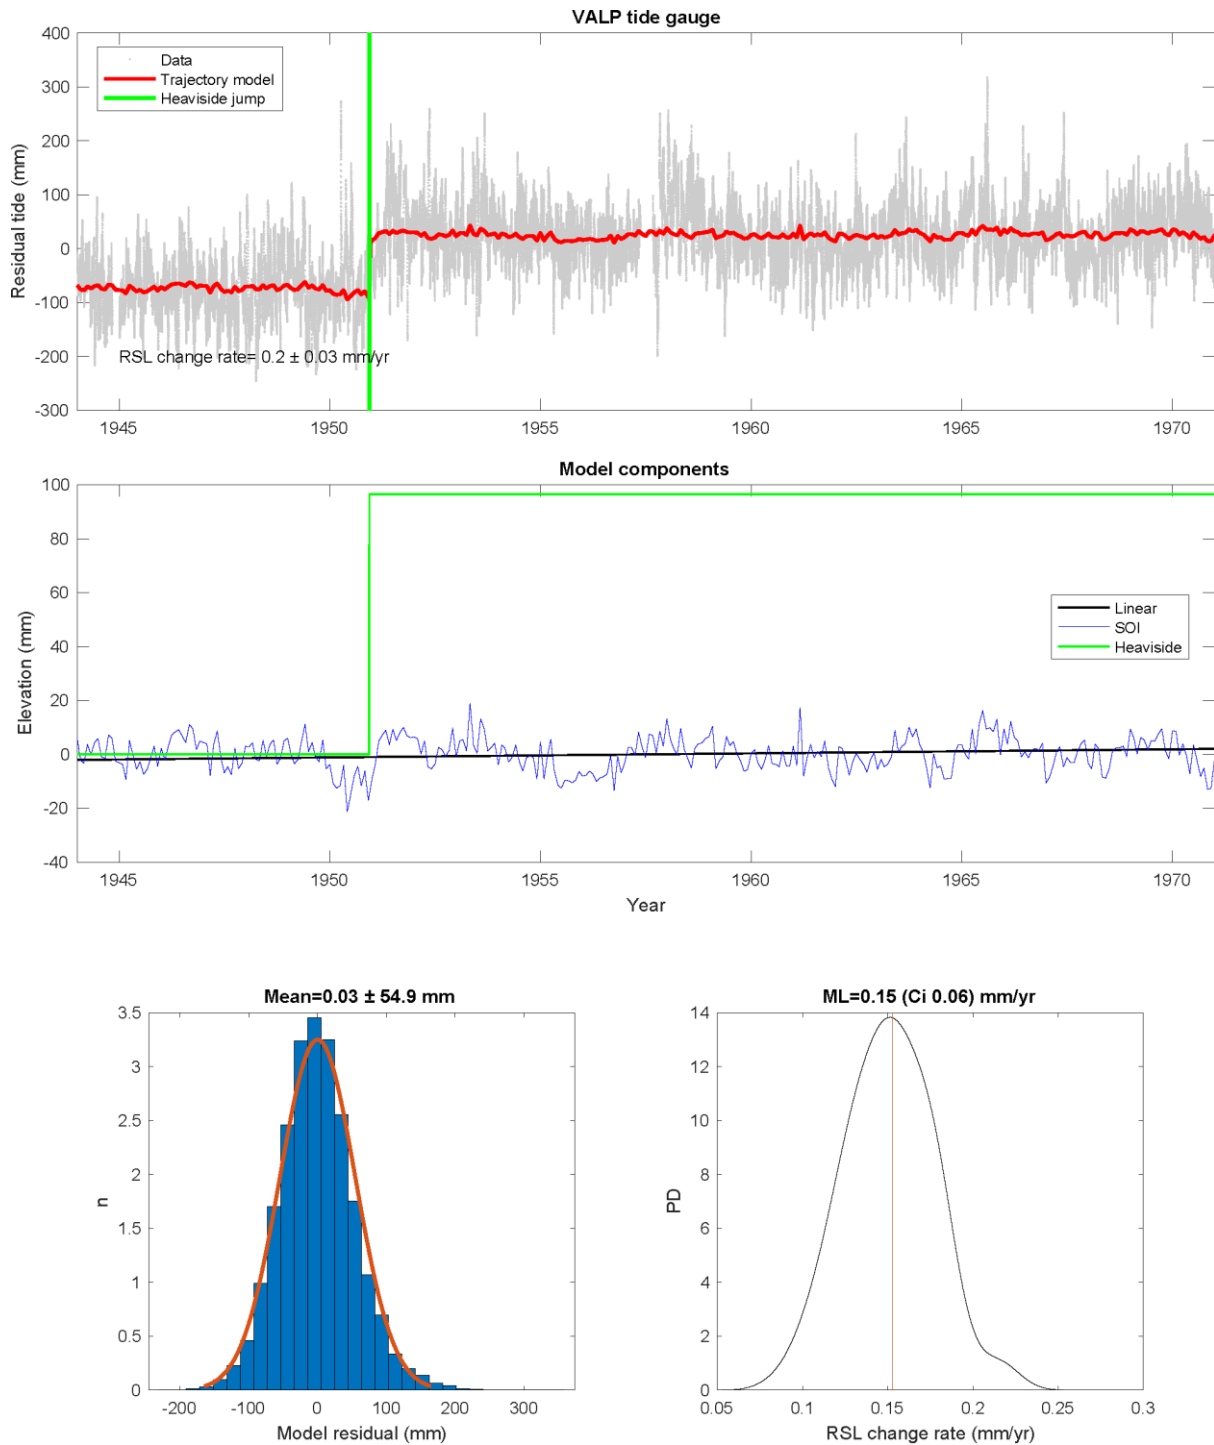 VALP tide gauge
400
300
200
100
0
-100
-200
-300
Residual tide (mm)
Data
Trajectory model
Heaviside jump
RSL change rate= 0.2 ± 0.03 mm/yr
1945 1950 1955 1960 1965 1970
Model components
100
80
60
40
20
0
-20
-40
Elevation (mm)
Linear
SOI
Heaviside
1945 1950 1955 1960 1965 1970
Year
Mean=0.03 ± 54.9 mm
3.5
3
2.5
2
1.5
1
0.5
0
n
-200 -100 0 100 200 300
Model residual (mm)
ML=0.15 (Ci 0.06) mm/yr
14
12
10
8
6
4
2
0
PD
0.05 0.1 0.15 0.2 0.25 0.3
RSL change rate (mm/yr)